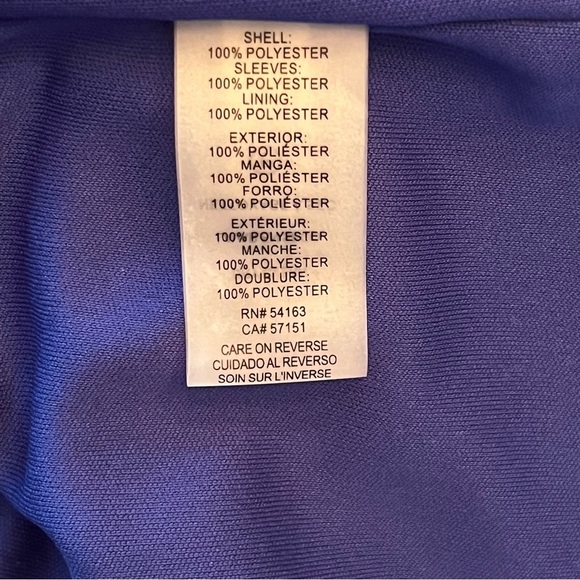 SHELL:
100% POLYESTER
SLEEVES:
100% POLYESTER
LINING:
100% POLYESTER
EXTERIOR:
100% POLIÉSTER
MANGA:
100% POLIÉSTER
FORRO:
100% POLIÉSTER
EXTÉRIEUR:
100% POLYESTER
MANCHE:
100% POLYESTER
DOUBLURE:
100% POLYESTER
RN# 54163
CA# 57151
CARE ON REVERSE
CUIDADO AL REVERSO
SOIN SUR L'INVERSE